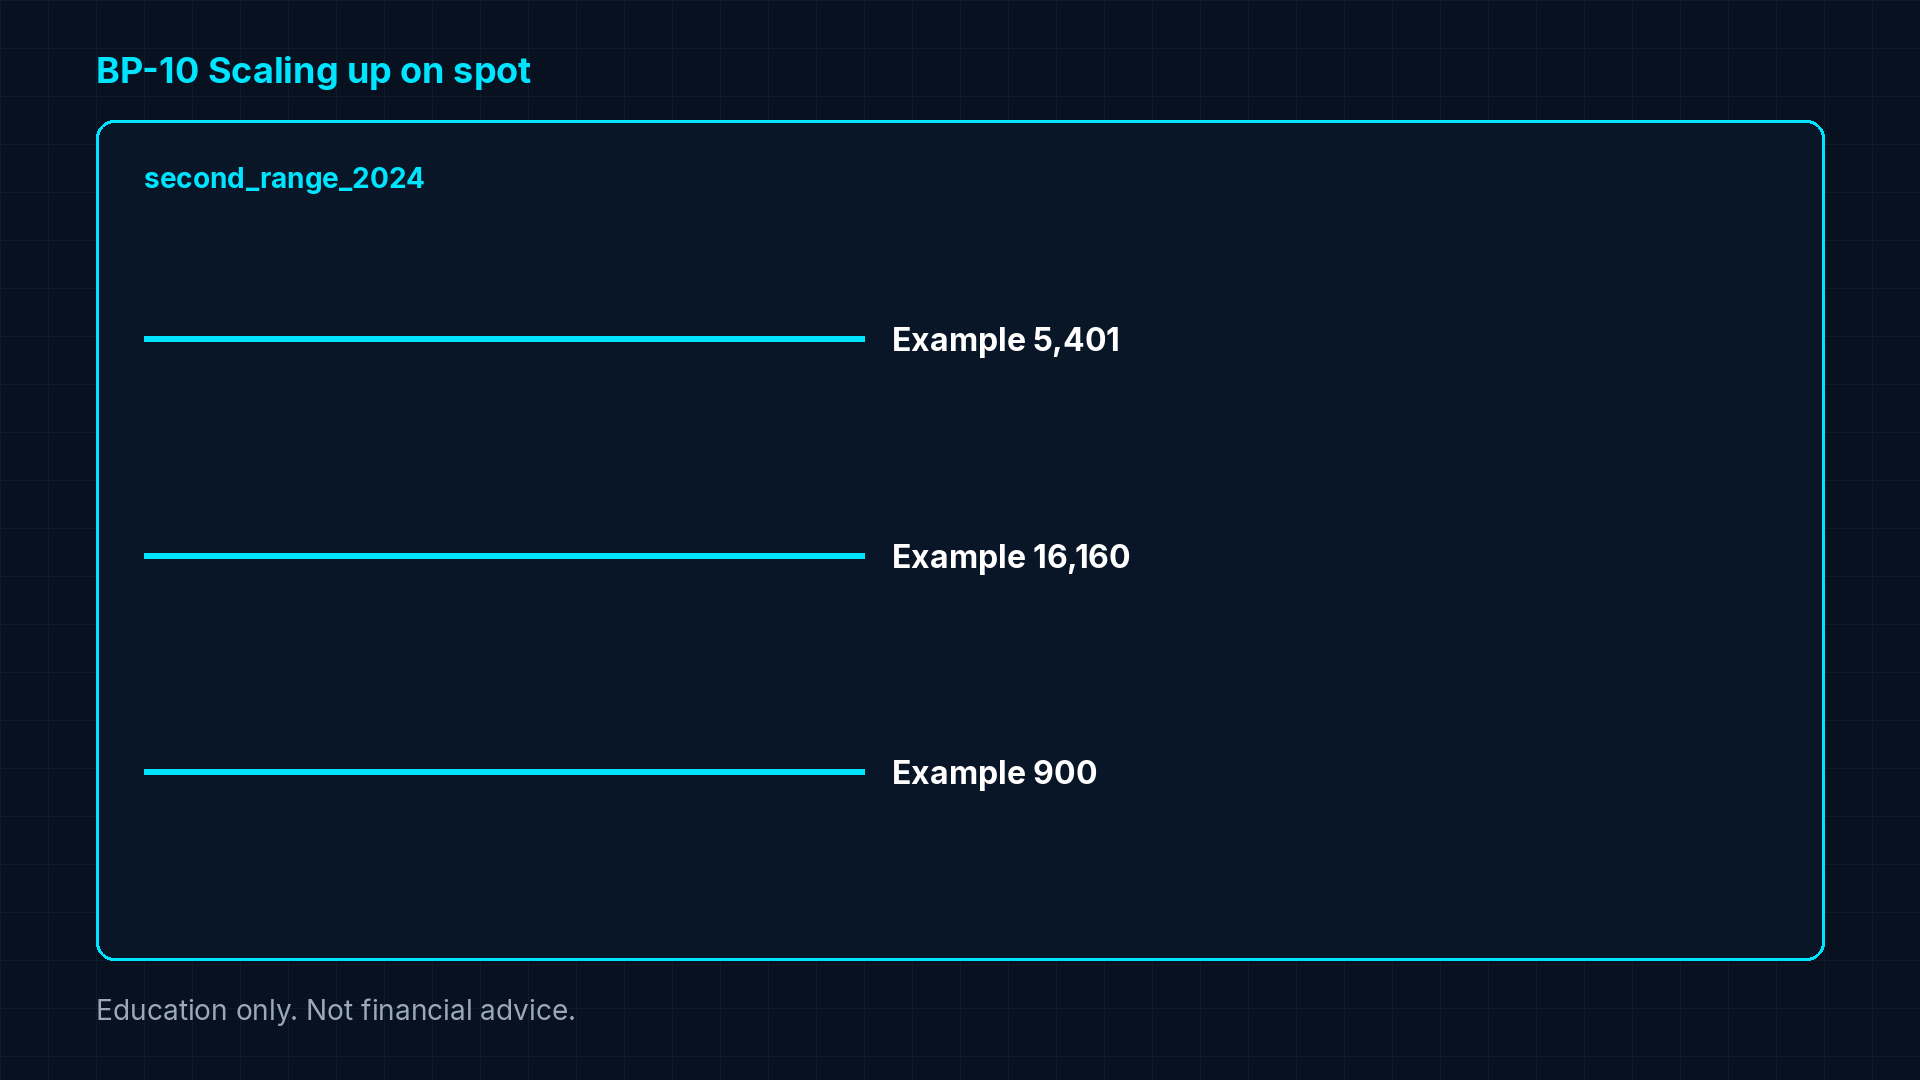 BP-10 Scaling up on spot
second_range_2024
Example 5,401
Example 16,160
Example 900
Education only. Not financial advice.